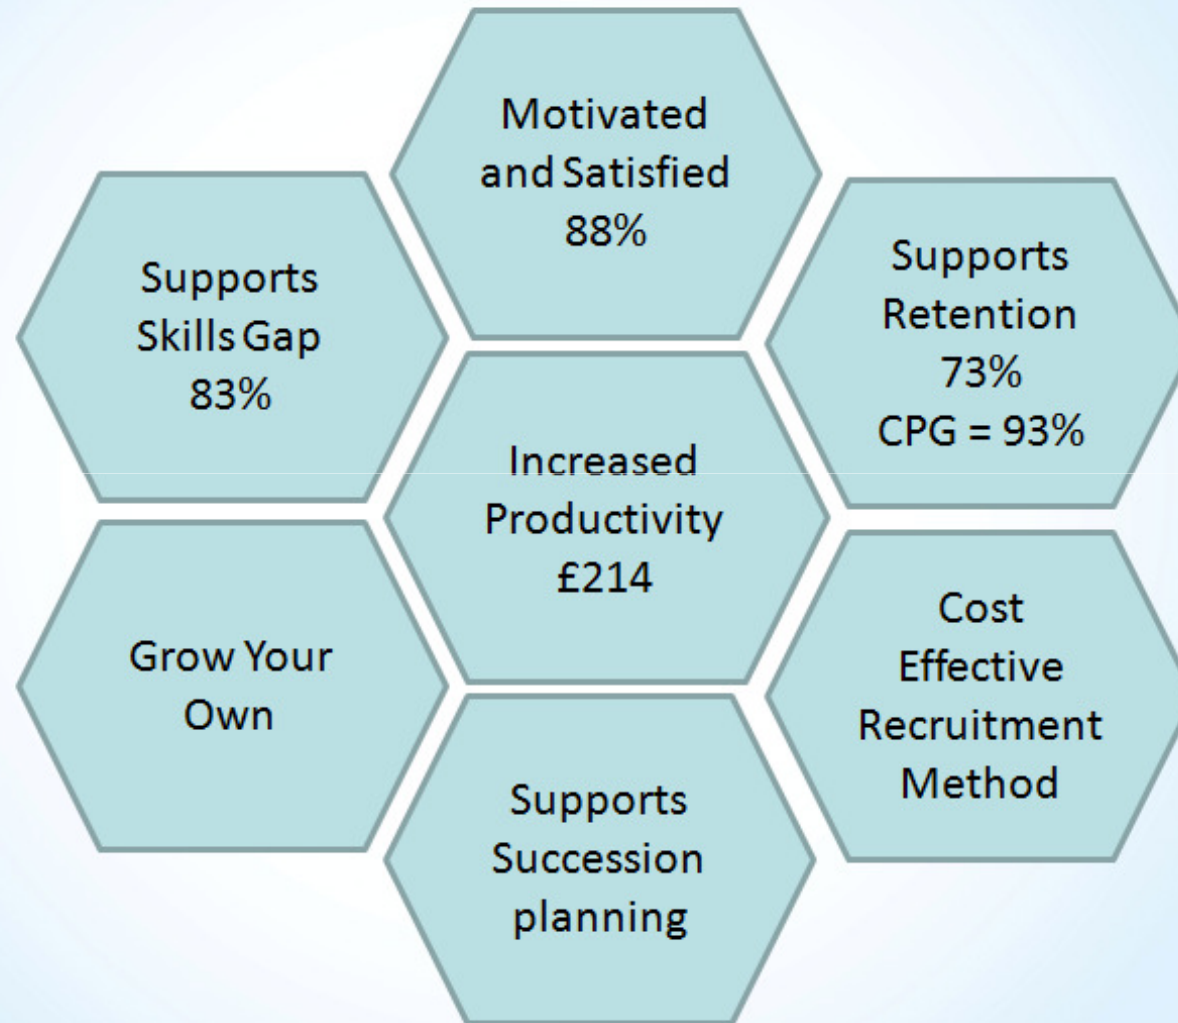 Motivated
and Satisfied
88%
Supports
Skills Gap
83%
Supports
Retention
73%
CPG = 93%
Increased
Productivity
£214
Grow Your
Own
Cost
Effective
Recruitment
Method
Supports
Succession
planning